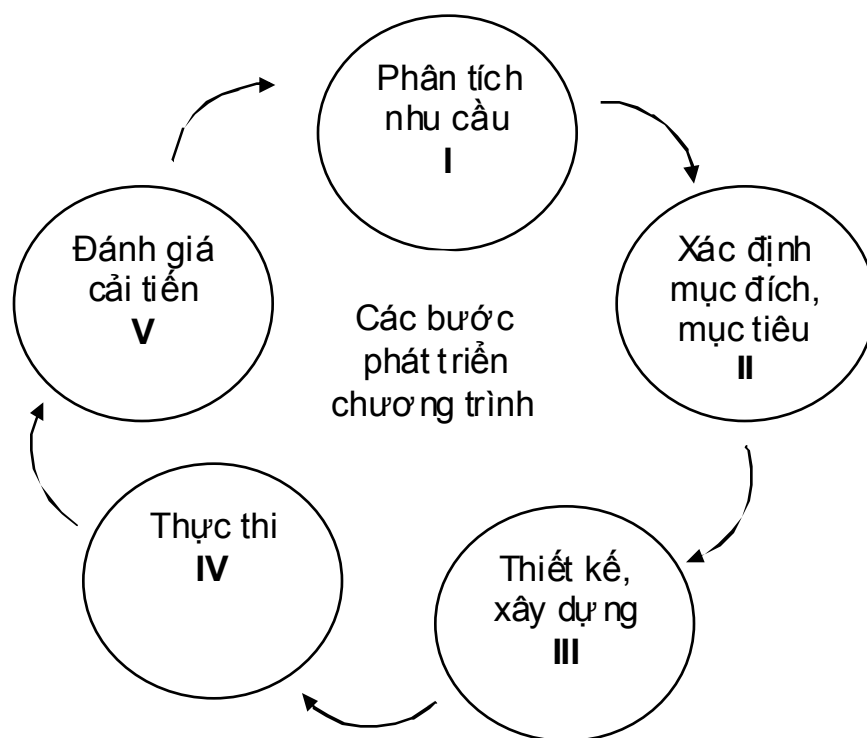 Phân tích
nhu cầu
I
Xác định
mục đích,
mục tiêu
II
Thiết kế,
xây dựng
III
Thực thi
IV
Đánh giá
cải tiến
V
Các bước
phát triển
chương trình